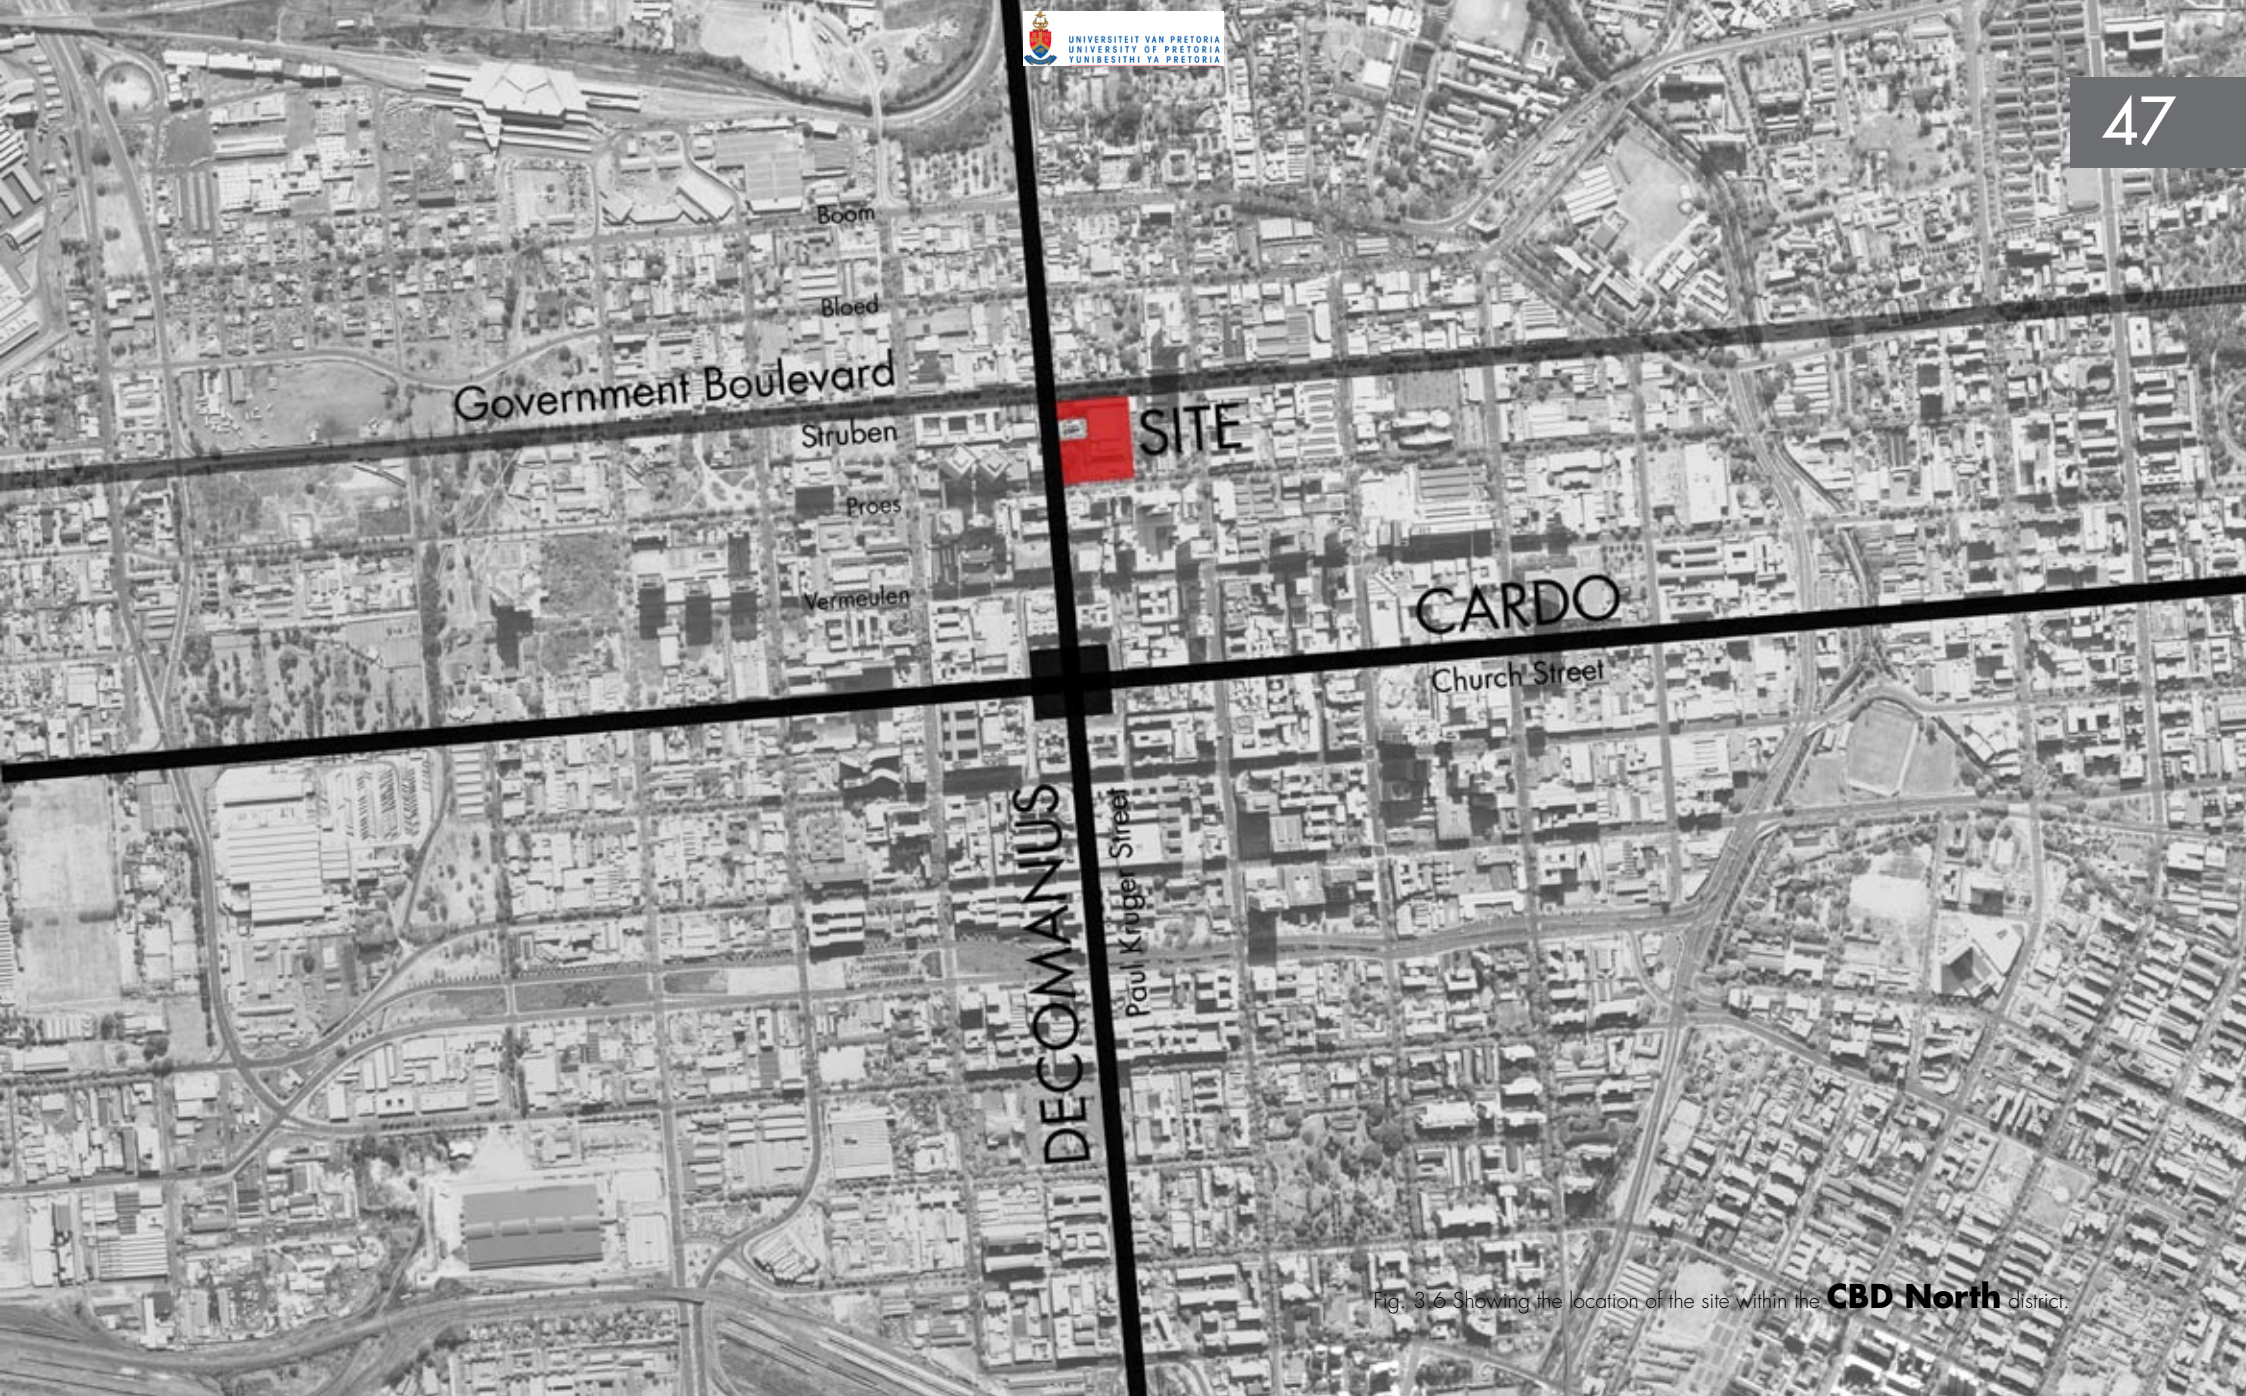 UNIVERSITEIT VAN PRETORIA
UNIVERSITY OF PRETORIA
YUNIBESITHI YA PRETORIA
47
Boom
Bloed
Government Boulevard
Struben
SITE
Proes
Vermeulen
CARDO
Church Street
DECOMANUS
Paul Kruger Street
Fig. 3.6 Showing the location of the site within the CBD North district.